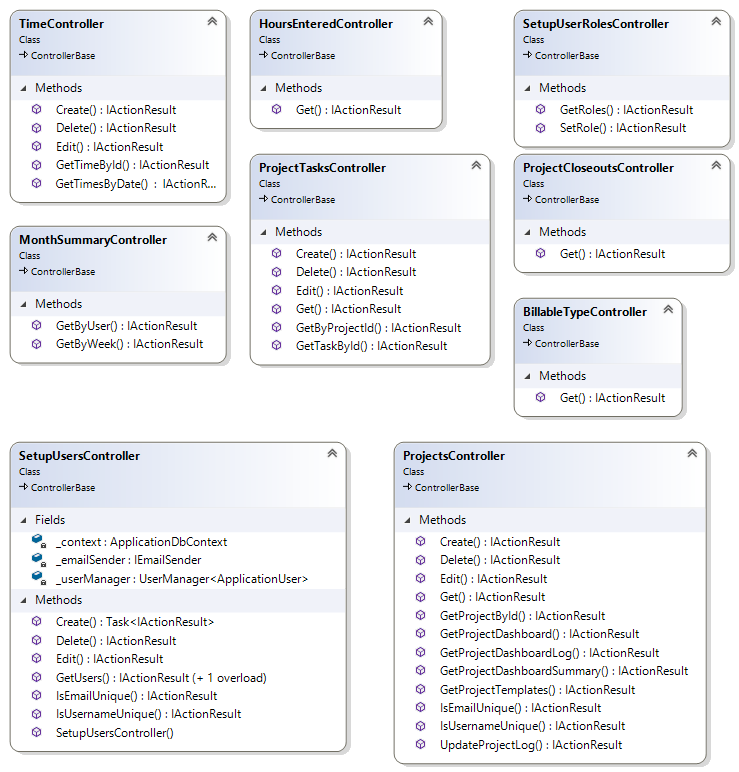 TimeController
Class
ControllerBase
Methods
Create() : IActionResult
Delete() : IActionResult
Edit() : IActionResult
GetTimeById() : IActionResult
GetTimesByDate() : IActionR...
HoursEnteredController
Class
ControllerBase
Methods
Get() : IActionResult
SetupUserRolesController
Class
ControllerBase
Methods
GetRoles() : IActionResult
SetRole() : IActionResult
MonthSummaryController
Class
ControllerBase
Methods
GetByUser() : IActionResult
GetByWeek() : IActionResult
ProjectTasksController
Class
ControllerBase
Methods
Create() : IActionResult
Delete() : IActionResult
Edit() : IActionResult
Get() : IActionResult
GetByProjectId() : IActionResult
GetTaskById() : IActionResult
ProjectCloseoutsController
Class
ControllerBase
Methods
Get() : IActionResult
BillableTypeController
Class
ControllerBase
Methods
Get() : IActionResult
SetupUsersController
Class
ControllerBase
Fields
_context : ApplicationDbContext
_emailSender : IEmailSender
_userManager : UserManager<ApplicationUser>
Methods
Create() : Task<IActionResult>
Delete() : IActionResult
Edit() : IActionResult
GetUsers() : IActionResult (+ 1 overload)
IsEmailUnique() : IActionResult
IsUsernameUnique() : IActionResult
SetupUsersController()
ProjectsController
Class
ControllerBase
Methods
Create() : IActionResult
Delete() : IActionResult
Edit() : IActionResult
Get() : IActionResult
GetProjectById() : IActionResult
GetProjectDashboard() : IActionResult
GetProjectDashboardLog() : IActionResult
GetProjectDashboardSummary() : IActionResult
GetProjectTemplates() : IActionResult
IsEmailUnique() : IActionResult
IsUsernameUnique() : IActionResult
UpdateProjectLog() : IActionResult